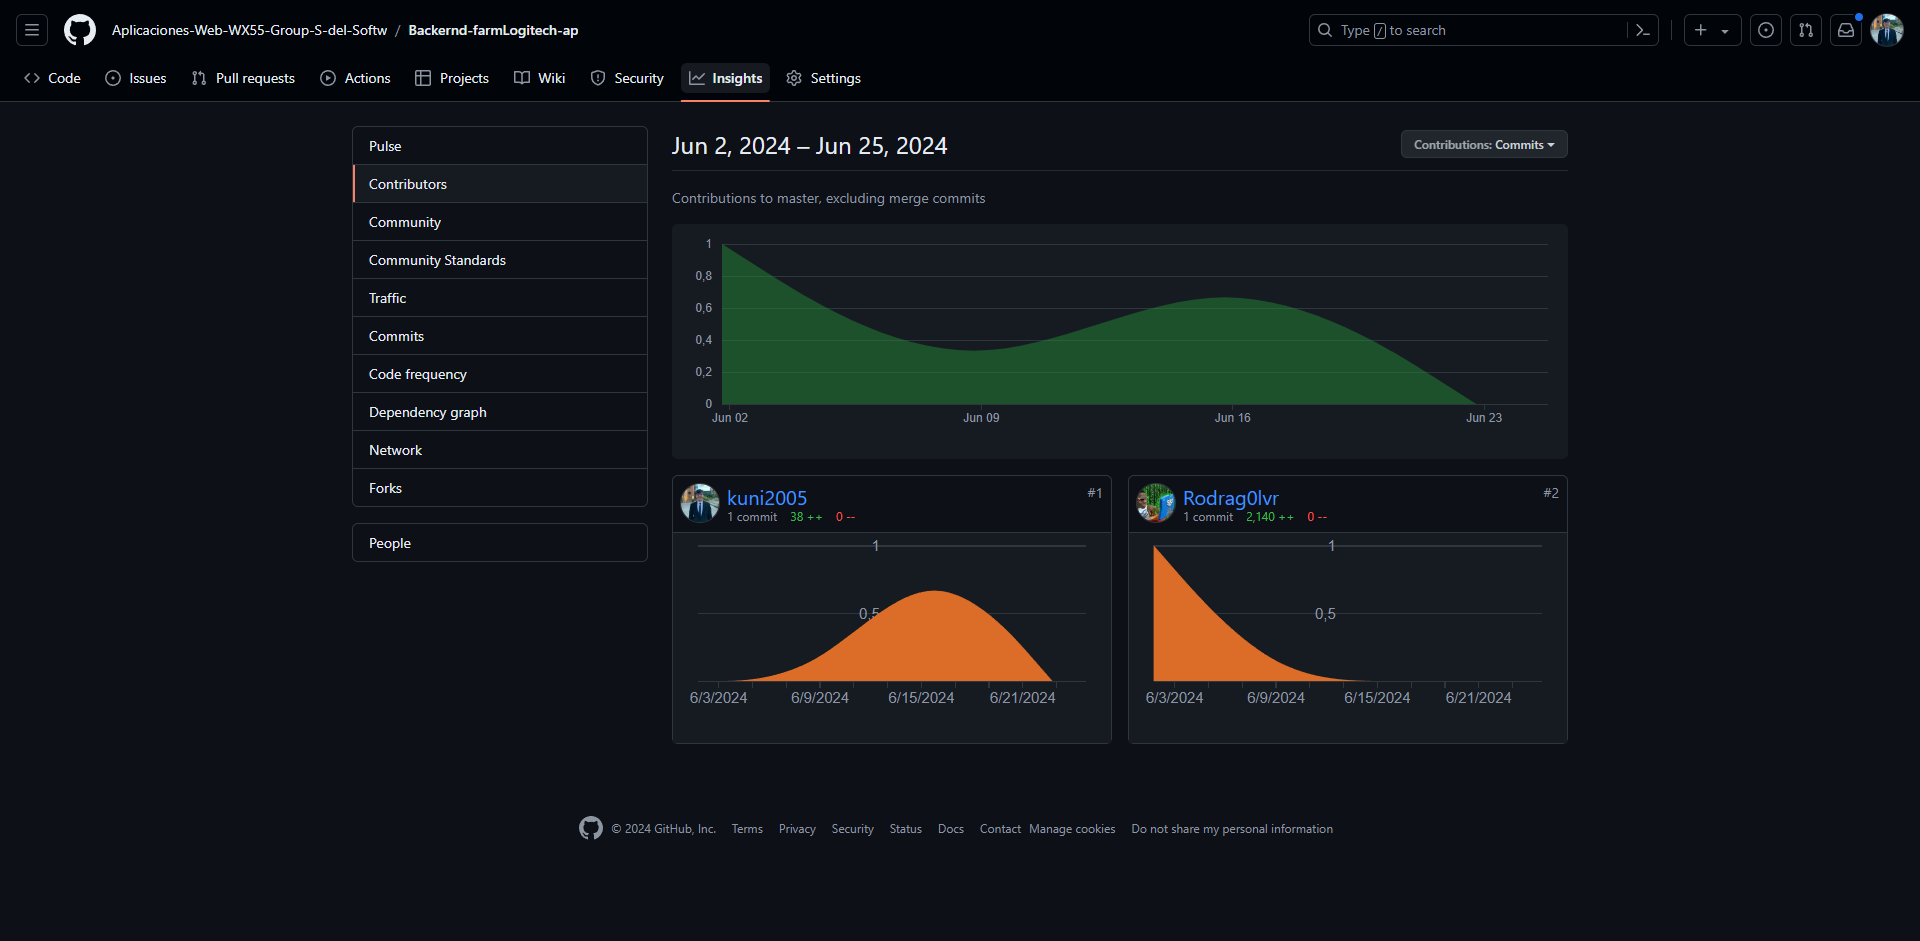 Aplicaciones-Web-WX55-Group-S-del-Softw / Backernd-farmLogitech-ap
Type / to search
Code Issues Pull requests Actions Projects Wiki Security Insights Settings
Pulse
Contributors
Community
Community Standards
Traffic
Commits
Code frequency
Dependency graph
Network
Forks
People
Jun 2, 2024 – Jun 25, 2024
Contributions: Commits
Contributions to master, excluding merge commits
1
0,8
0,6
0,4
0,2
0
Jun 02 Jun 09 Jun 16 Jun 23
kuni2005 #1
1 commit 38 ++ 0 --
1
0,5
6/3/2024 6/9/2024 6/15/2024 6/21/2024
Rodrag0lvr #2
1 commit 2,140 ++ 0 --
1
0,5
6/3/2024 6/9/2024 6/15/2024 6/21/2024
© 2024 GitHub, Inc. Terms Privacy Security Status Docs Contact Manage cookies Do not share my personal information